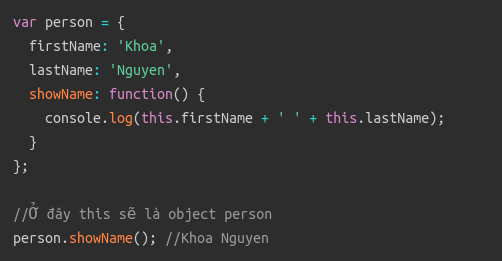 var person = {
  firstName: 'Khoa',
  lastName: 'Nguyen',
  showName: function() {
    console.log(this.firstName + ' ' + this.lastName);
  }
};

//Ở đây this sẽ là object person
person.showName(); //Khoa Nguyen